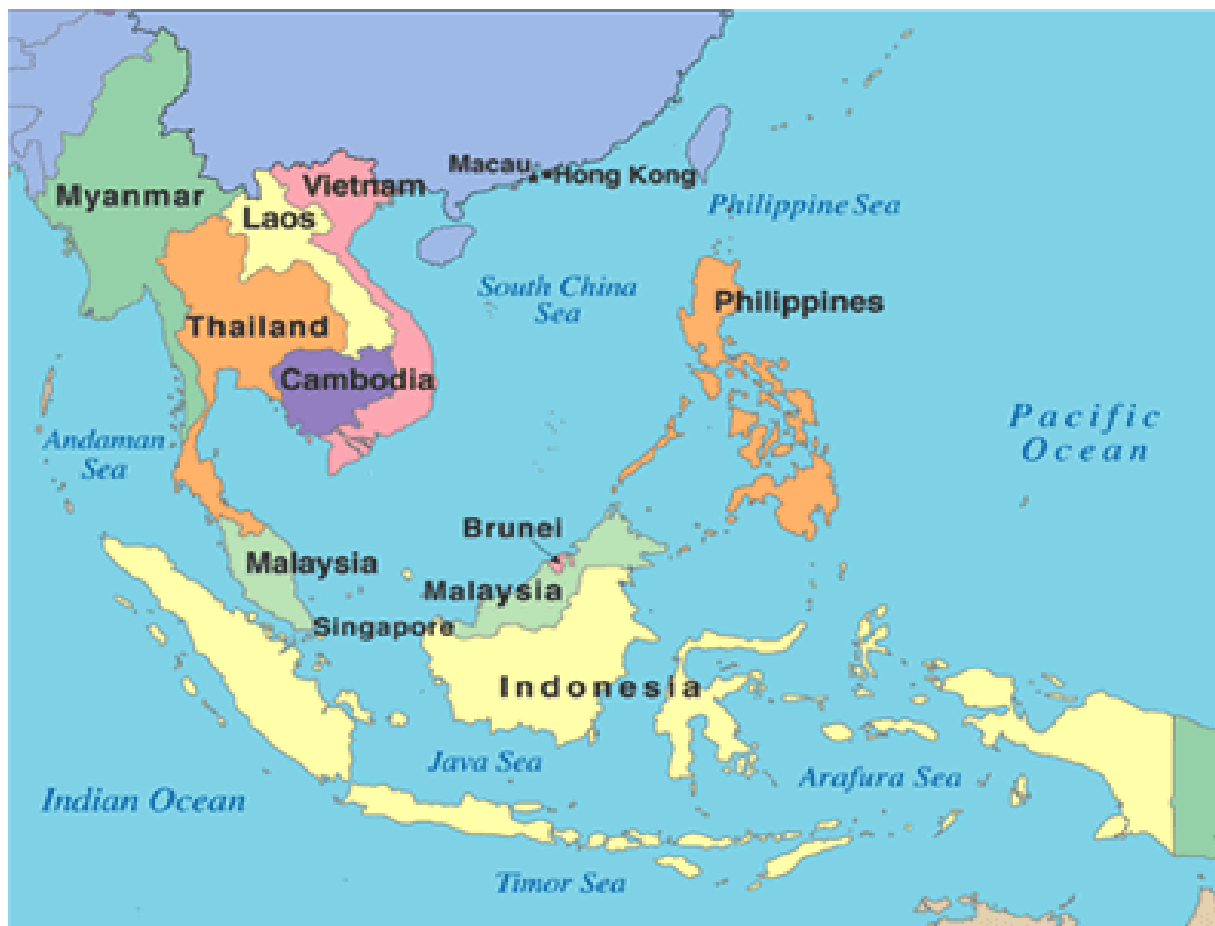 Macau
Hong Kong
Vietnam
Myanmar
Laos
Philippine Sea
South China
Sea
Philippines
Thailand
Cambodia
Pacific
Ocean
Andaman
Sea
Brunei
Malaysia
Malaysia
Singapore
Indonesia
Java Sea
Arafura Sea
Indian Ocean
Timor Sea